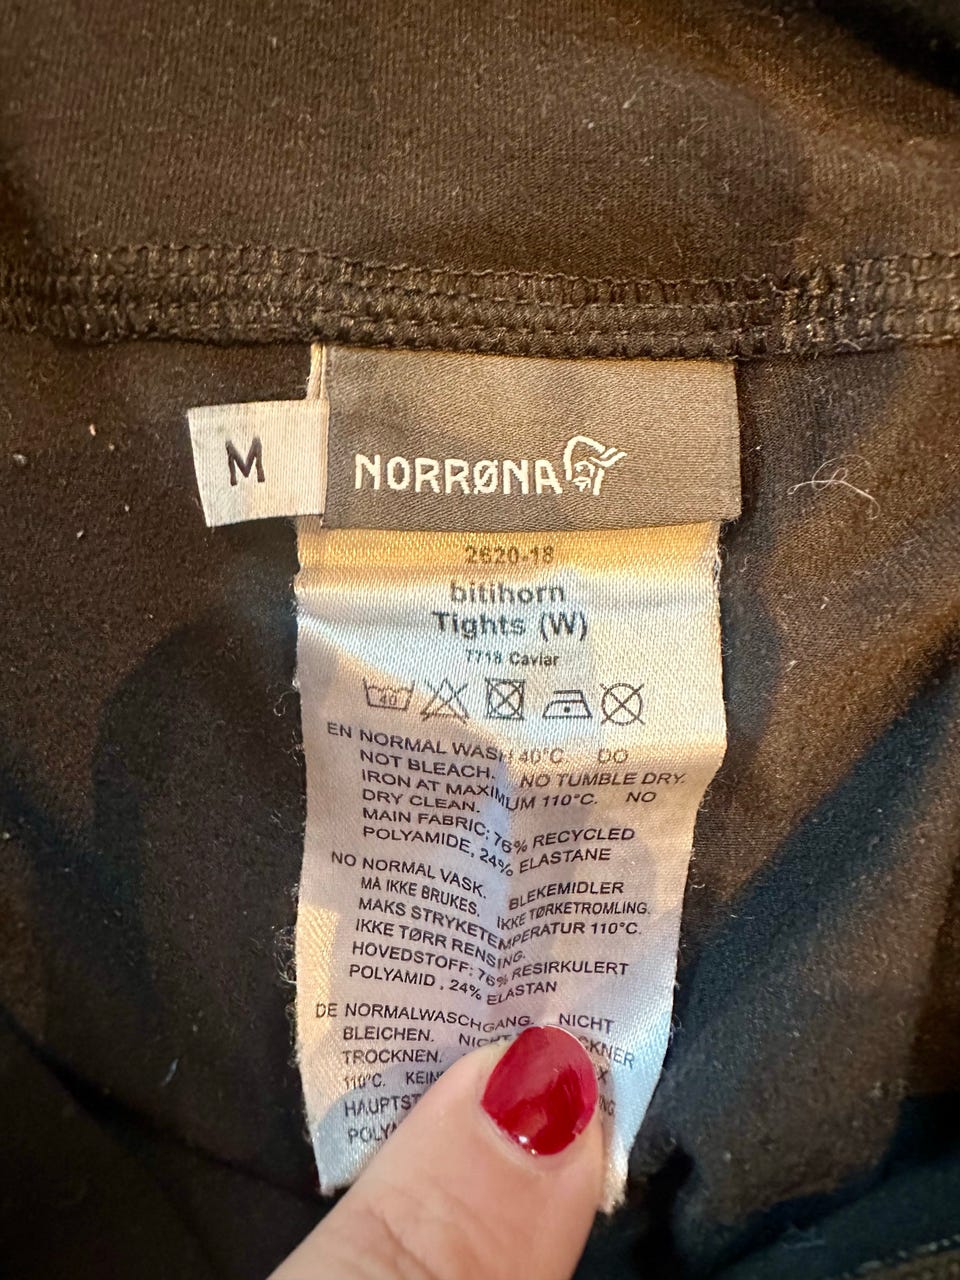 M
NORRØNA
2620-18
bitihorn
Tights (W)
7718 Caviar
40
EN NORMAL WASH 40°C. DO
NOT BLEACH. NO TUMBLE DRY.
IRON AT MAXIMUM 110°C. NO
DRY CLEAN.
MAIN FABRIC: 76% RECYCLED
POLYAMIDE, 24% ELASTANE
NO NORMAL VASK. BLEKEMIDLER
MÅ IKKE BRUKES. IKKE TØRKETROMLING.
MAKS STRYKETEMPERATUR 110°C.
IKKE TØRR RENSING.
HOVEDSTOFF: 76% RESIRKULERT
POLYAMID , 24% ELASTAN
DE NORMALWASCHGANG. NICHT
BLEICHEN. NICHT
TROCKNEN.
110°C.